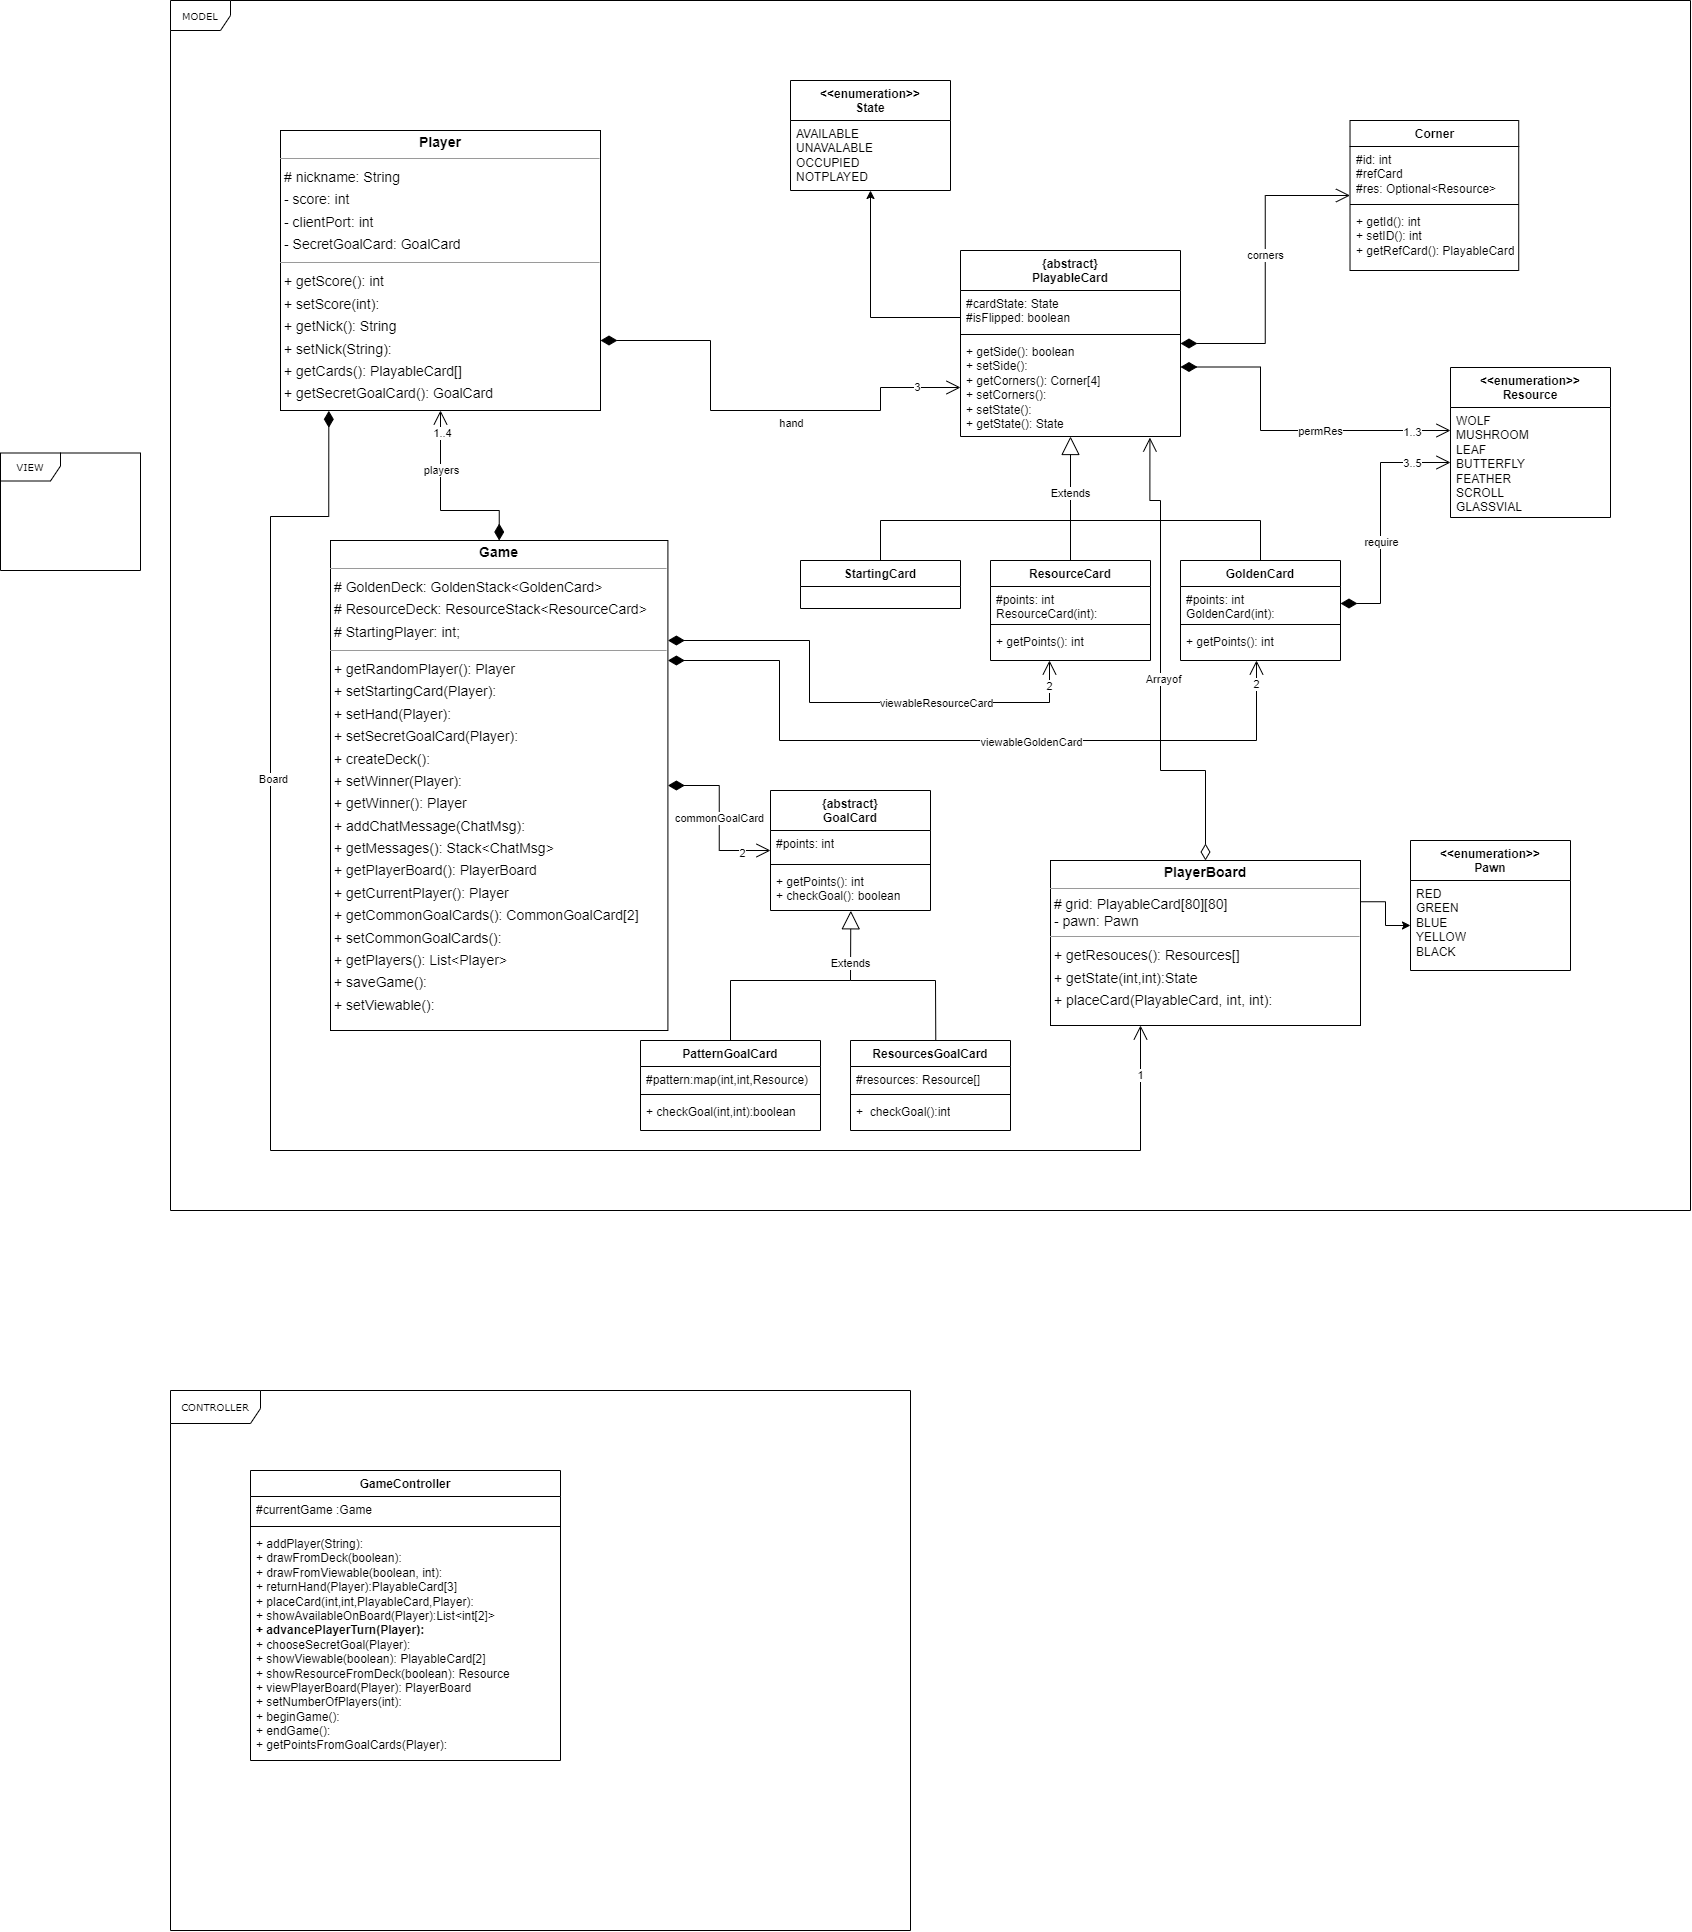 MODEL
<<enumeration>>
State
AVAILABLE
UNAVALABLE
OCCUPIED
NOTPLAYED
Player
# nickname: String
- score: int
- clientPort: int
- SecretGoalCard: GoalCard
+ getScore(): int
+ setScore(int):
+ getNick(): String
+ setNick(String):
+ getCards(): PlayableCard[]
+ getSecretGoalCard(): GoalCard
Corner
#id: int
#refCard
#res: Optional<Resource>
+ getId(): int
+ setID(): int
+ getRefCard(): PlayableCard
corners
{abstract}
PlayableCard
#cardState: State
#isFlipped: boolean
+ getSide(): boolean
+ setSide():
+ getCorners(): Corner[4]
+ setCorners():
+ setState():
+ getState(): State
3
hand
<<enumeration>>
Resource
WOLF
MUSHROOM
LEAF
BUTTERFLY
FEATHER
SCROLL
GLASSVIAL
permRes
1..3
3..5
require
1..4
players
VIEW
Extends
Game
# GoldenDeck: GoldenStack<GoldenCard>
# ResourceDeck: ResourceStack<ResourceCard>
# StartingPlayer: int;
+ getRandomPlayer(): Player
+ setStartingCard(Player):
+ setHand(Player):
+ setSecretGoalCard(Player):
+ createDeck():
+ setWinner(Player):
+ getWinner(): Player
+ addChatMessage(ChatMsg):
+ getMessages(): Stack<ChatMsg>
+ getPlayerBoard(): PlayerBoard
+ getCurrentPlayer(): Player
+ getCommonGoalCards(): CommonGoalCard[2]
+ setCommonGoalCards():
+ getPlayers(): List<Player>
+ saveGame():
+ setViewable():
StartingCard
ResourceCard
#points: int
ResourceCard(int):
+ getPoints(): int
GoldenCard
#points: int
GoldenCard(int):
+ getPoints(): int
2
viewableResourceCard
Arrayof
2
viewableGoldenCard
Board
commonGoalCard
2
{abstract}
GoalCard
#points: int
+ getPoints(): int
+ checkGoal(): boolean
Extends
PlayerBoard
# grid: PlayableCard[80][80]
- pawn: Pawn
+ getResouces(): Resources[]
+ getState(int,int):State
+ placeCard(PlayableCard, int, int):
<<enumeration>>
Pawn
RED
GREEN
BLUE
YELLOW
BLACK
PatternGoalCard
#pattern:map(int,int,Resource)
+ checkGoal(int,int):boolean
ResourcesGoalCard
#resources: Resource[]
+ checkGoal():int
1
CONTROLLER
GameController
#currentGame :Game
+ addPlayer(String):
+ drawFromDeck(boolean):
+ drawFromViewable(boolean, int):
+ returnHand(Player):PlayableCard[3]
+ placeCard(int,int,PlayableCard,Player):
+ showAvailableOnBoard(Player):List<int[2]>
+ advancePlayerTurn(Player):
+ chooseSecretGoal(Player):
+ showViewable(boolean): PlayableCard[2]
+ showResourceFromDeck(boolean): Resource
+ viewPlayerBoard(Player): PlayerBoard
+ setNumberOfPlayers(int):
+ beginGame():
+ endGame():
+ getPointsFromGoalCards(Player):